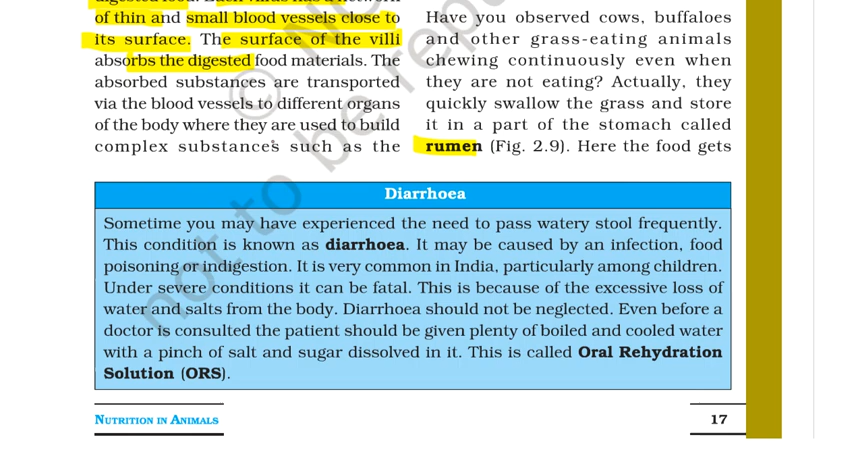 of thin and small blood vessels close to
its surface. The surface of the villi
absorbs the digested food materials. The
absorbed substances are transported
via the blood vessels to different organs
of the body where they are used to build
complex substances such as the
Have you observed cows, buffaloes
and other grass-eating animals
chewing continuously even when
they are not eating? Actually, they
quickly swallow the grass and store
it in a part of the stomach called
rumen (Fig. 2.9). Here the food gets
Diarrhoea
Sometime you may have experienced the need to pass watery stool frequently.
This condition is known as diarrhoea. It may be caused by an infection, food
poisoning or indigestion. It is very common in India, particularly among children.
Under severe conditions it can be fatal. This is because of the excessive loss of
water and salts from the body. Diarrhoea should not be neglected. Even before a
doctor is consulted the patient should be given plenty of boiled and cooled water
with a pinch of salt and sugar dissolved in it. This is called Oral Rehydration
Solution (ORS).
NUTRITION IN ANIMALS
17
not to be rep